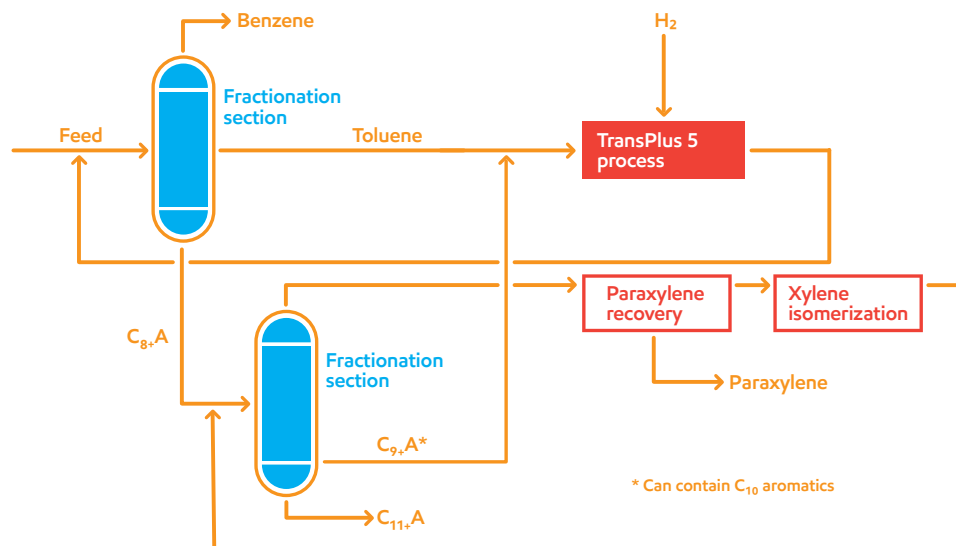 Benzene
H₂
Fractionation
section
Feed
Toluene
TransPlus 5
process
Paraxylene
recovery
Xylene
isomerization
C₈₊A
Fractionation
section
Paraxylene
C₉₊A*
* Can contain C₁₀ aromatics
C₁₁₊A